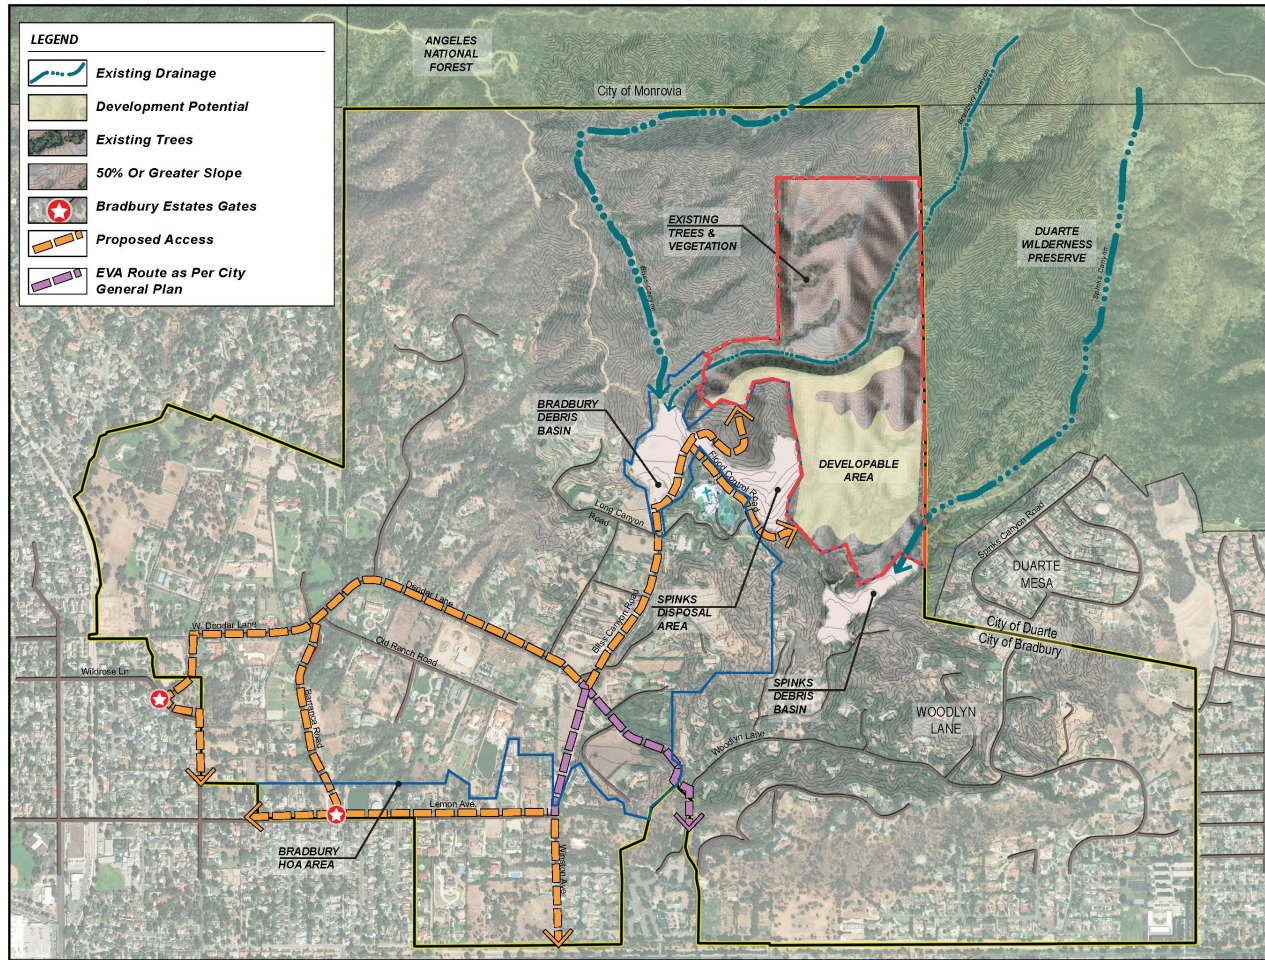 LEGEND
Existing Drainage
Development Potential
Existing Trees
50% Or Greater Slope
Bradbury Estates Gates
Proposed Access
EVA Route as Per City
General Plan
ANGELES
NATIONAL
FOREST
City of Monrovia
Bradbury Canyon
EXISTING
TREES &
VEGETATION
DUARTE
WILDERNESS
PRESERVE
Spinks Canyon
BRADBURY
DEBRIS
BASIN
Flood Control Road
DEVELOPABLE
AREA
Long Canyon
Road
Spinks Canyon Road
DUARTE
MESA
SPINKS
DISPOSAL
AREA
Deodar Lane
W. Deodar Lane
Bliss Canyon Road
Old Ranch Road
City of Duarte
City of Bradbury
Wildrose Ln
SPINKS
DEBRIS
BASIN
Barranca Road
WOODLYN
LANE
Woodlyn Lane
Lemon Ave.
BRADBURY
HOA AREA
Winston Ave.